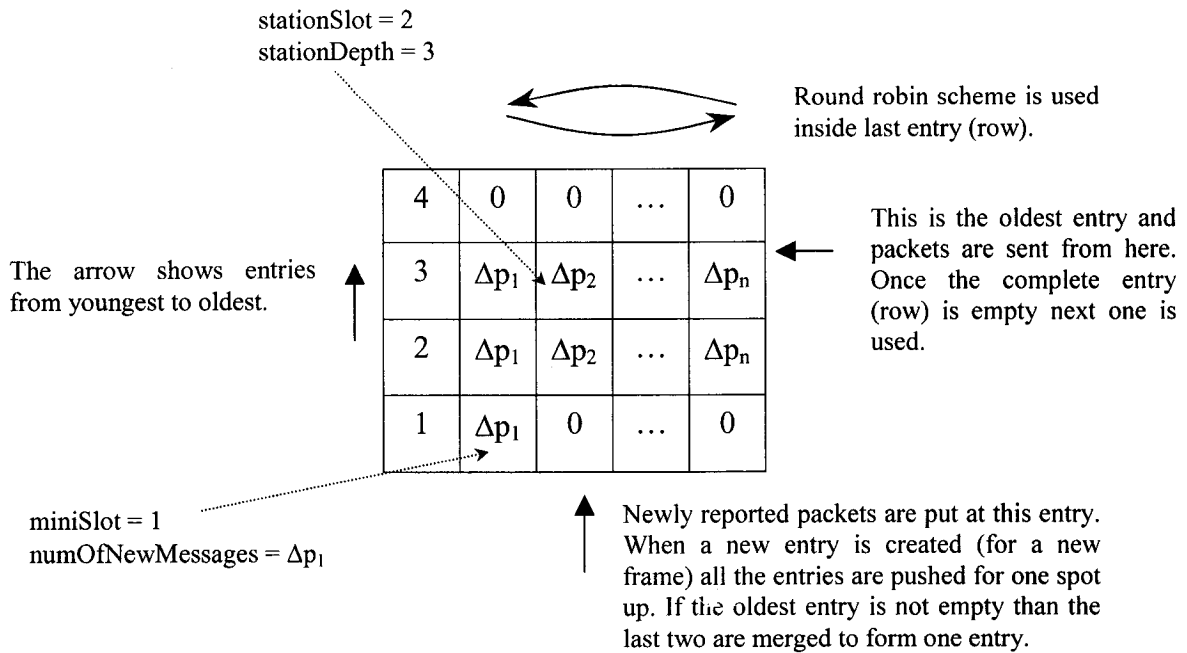 stationSlot = 2
stationDepth = 3
Round robin scheme is used
inside last entry (row).
4 0 0 … 0
3 Δp₁ Δp₂ … Δpₙ
2 Δp₁ Δp₂ … Δpₙ
1 Δp₁ 0 … 0
The arrow shows entries
from youngest to oldest.
This is the oldest entry and
packets are sent from here.
Once the complete entry
(row) is empty next one is
used.
miniSlot = 1
numOfNewMessages = Δp₁
Newly reported packets are put at this entry.
When a new entry is created (for a new
frame) all the entries are pushed for one spot
up. If the oldest entry is not empty than the
last two are merged to form one entry.